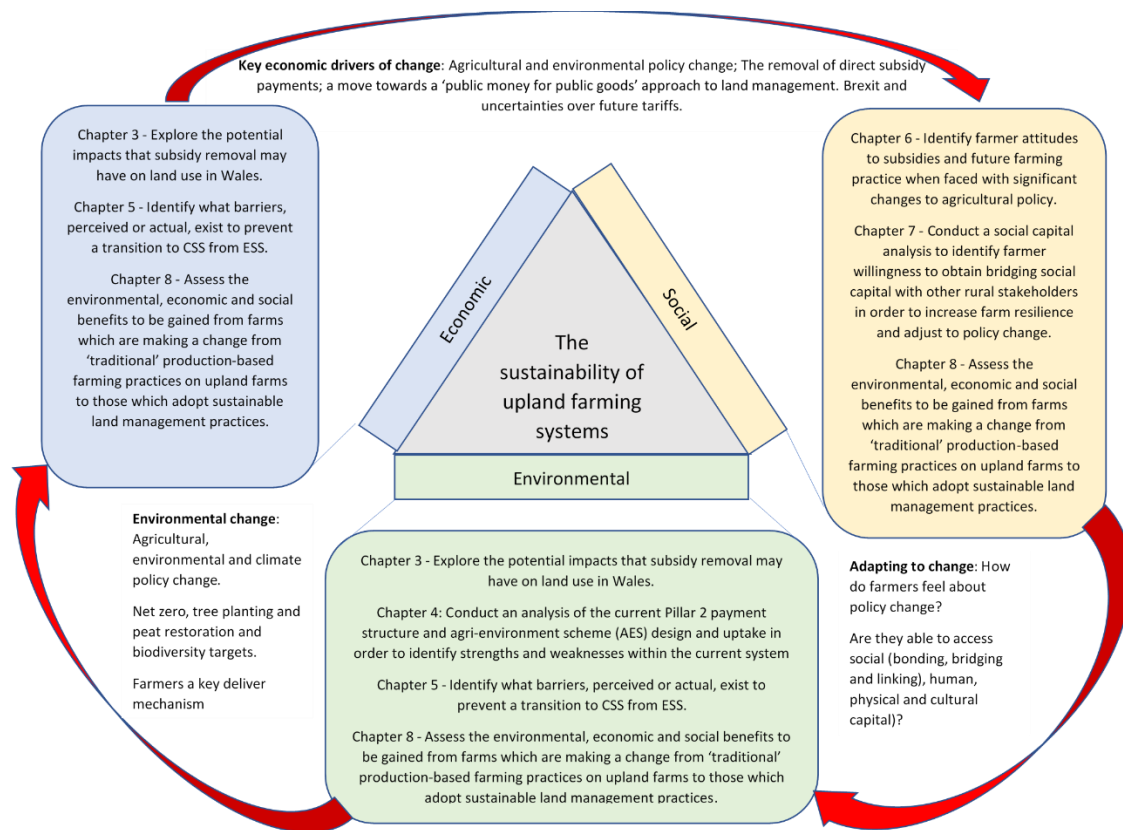 Key economic drivers of change: Agricultural and environmental policy change; The removal of direct subsidy
payments; a move towards a ‘public money for public goods’ approach to land management. Brexit and
uncertainties over future tariffs.
Chapter 3 - Explore the potential
impacts that subsidy removal may
have on land use in Wales.
Chapter 5 - Identify what barriers,
perceived or actual, exist to prevent
a transition to CSS from ESS.
Chapter 8 - Assess the
environmental, economic and social
benefits to be gained from farms
which are making a change from
‘traditional’ production-based
farming practices on upland farms
to those which adopt sustainable
land management practices.
Economic
Social
The
sustainability of
upland farming
systems
Environmental
Chapter 6 - Identify farmer attitudes
to subsidies and future farming
practice when faced with significant
changes to agricultural policy.
Chapter 7 - Conduct a social capital
analysis to identify farmer
willingness to obtain bridging social
capital with other rural stakeholders
in order to increase farm resilience
and adjust to policy change.
Chapter 8 - Assess the
environmental, economic and social
benefits to be gained from farms
which are making a change from
‘traditional’ production-based
farming practices on upland farms to
those which adopt sustainable land
management practices.
Environmental change:
Agricultural,
environmental and climate
policy change.
Net zero, tree planting and
peat restoration and
biodiversity targets.
Farmers a key deliver
mechanism
Chapter 3 - Explore the potential impacts that subsidy removal may
have on land use in Wales.
Chapter 4: Conduct an analysis of the current Pillar 2 payment
structure and agri-environment scheme (AES) design and uptake in
order to identify strengths and weaknesses within the current system
Chapter 5 - Identify what barriers, perceived or actual, exist to
prevent a transition to CSS from ESS.
Chapter 8 - Assess the environmental, economic and social benefits to
be gained from farms which are making a change from ‘traditional’
production-based farming practices on upland farms to those which
adopt sustainable land management practices.
Adapting to change: How
do farmers feel about
policy change?
Are they able to access
social (bonding, bridging
and linking), human,
physical and cultural
capital)?